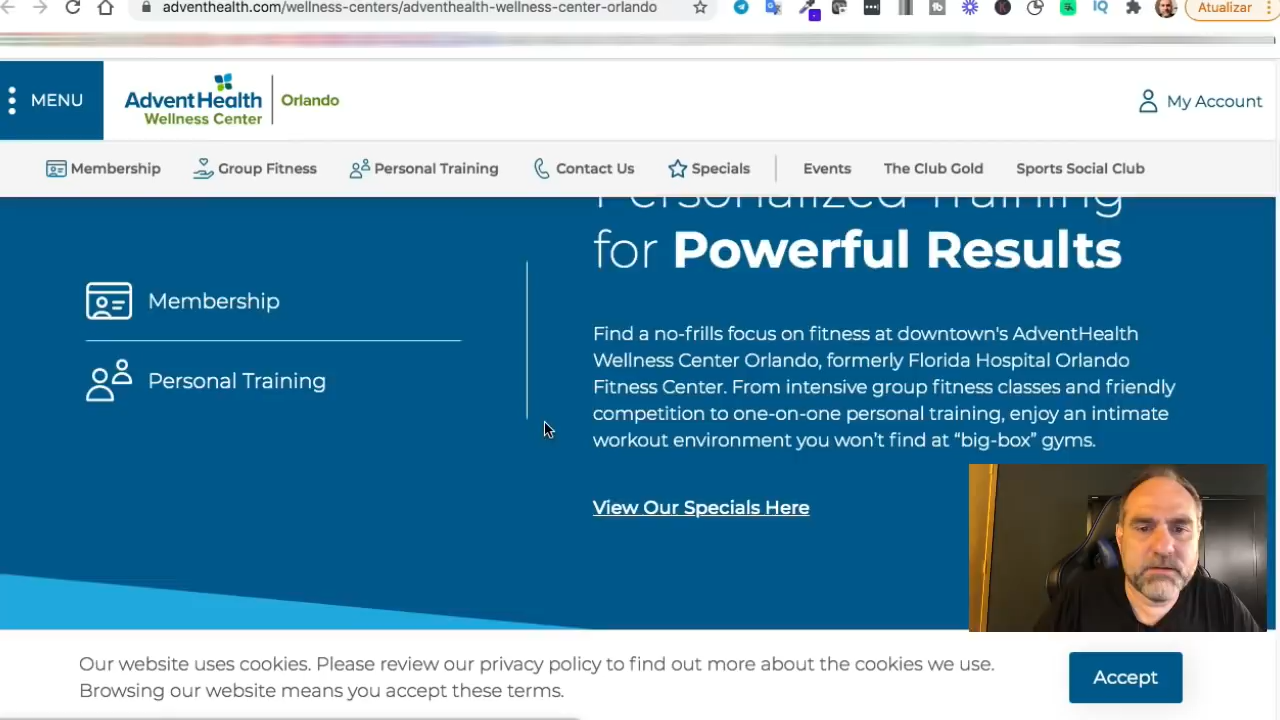 adventhealth.com/wellness-centers/adventhealth-wellness-center-orlando
Atualizar
MENU
AdventHealth
Wellness Center
Orlando
My Account
Membership
Group Fitness
Personal Training
Contact Us
Specials
Events
The Club Gold
Sports Social Club
Personalized Training
for Powerful Results
Membership
Personal Training
Find a no-frills focus on fitness at downtown's AdventHealth
Wellness Center Orlando, formerly Florida Hospital Orlando
Fitness Center. From intensive group fitness classes and friendly
competition to one-on-one personal training, enjoy an intimate
workout environment you won’t find at “big-box” gyms.
View Our Specials Here
Our website uses cookies. Please review our privacy policy to find out more about the cookies we use.
Browsing our website means you accept these terms.
Accept